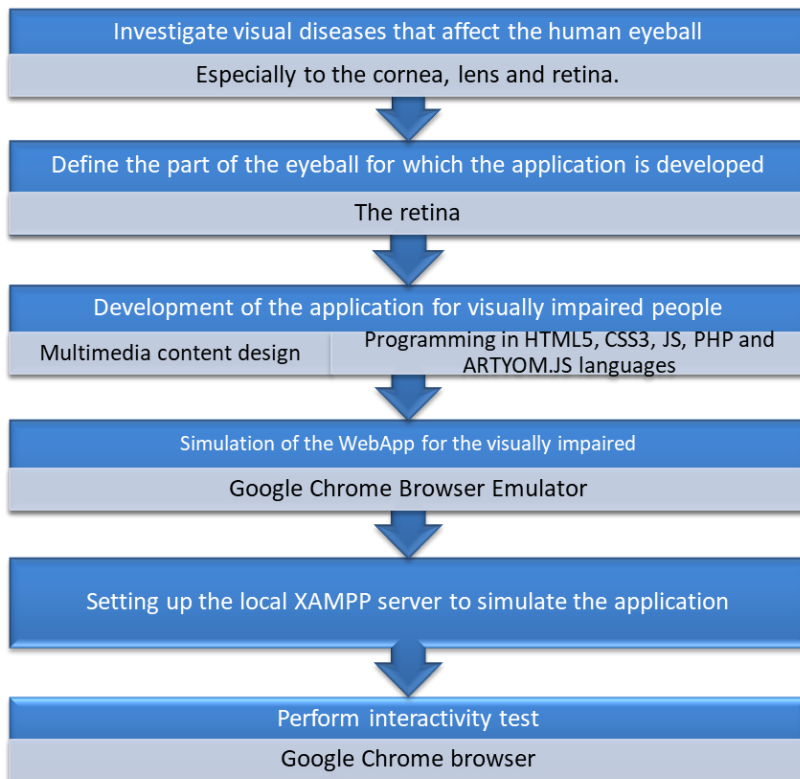 Investigate visual diseases that affect the human eyeball
Especially to the cornea, lens and retina.
Define the part of the eyeball for which the application is developed
The retina
Development of the application for visually impaired people
Multimedia content design
Programming in HTML5, CSS3, JS, PHP and
ARTYOM.JS languages
Simulation of the WebApp for the visually impaired
Google Chrome Browser Emulator
Setting up the local XAMPP server to simulate the application
Perform interactivity test
Google Chrome browser